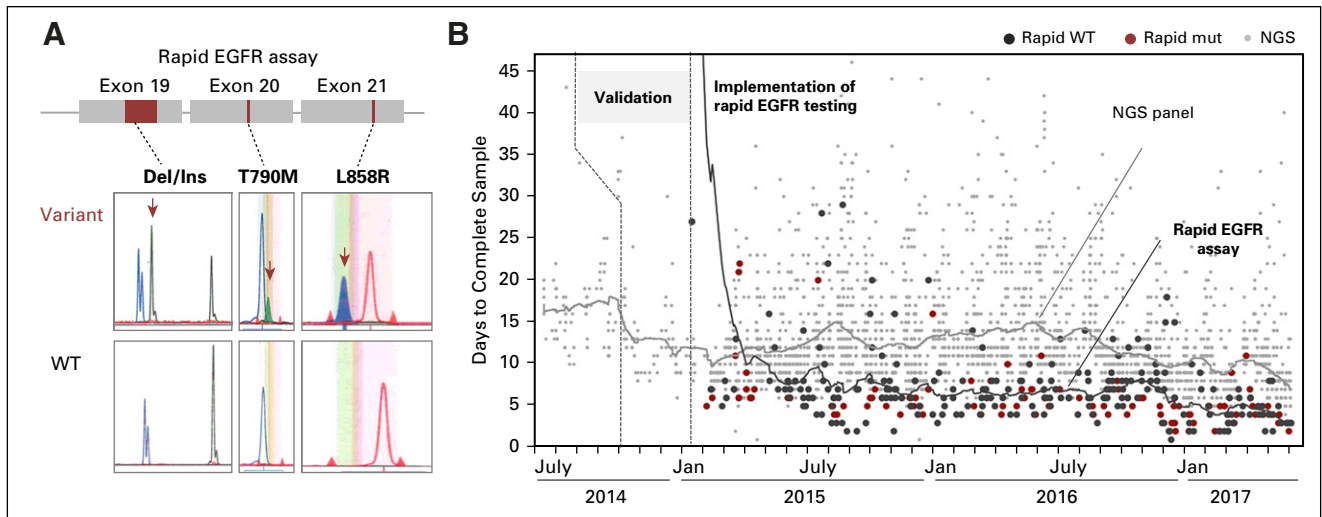 A
Rapid EGFR assay
Exon 19 Exon 20 Exon 21
Del/Ins T790M L858R
Variant
WT
B
Rapid WT Rapid mut NGS
Days to Complete Sample
45
40
35
30
25
20
15
10
5
0
Validation
Implementation of
rapid EGFR testing
NGS panel
Rapid EGFR
assay
July Jan July Jan July Jan
2014 2015 2016 2017